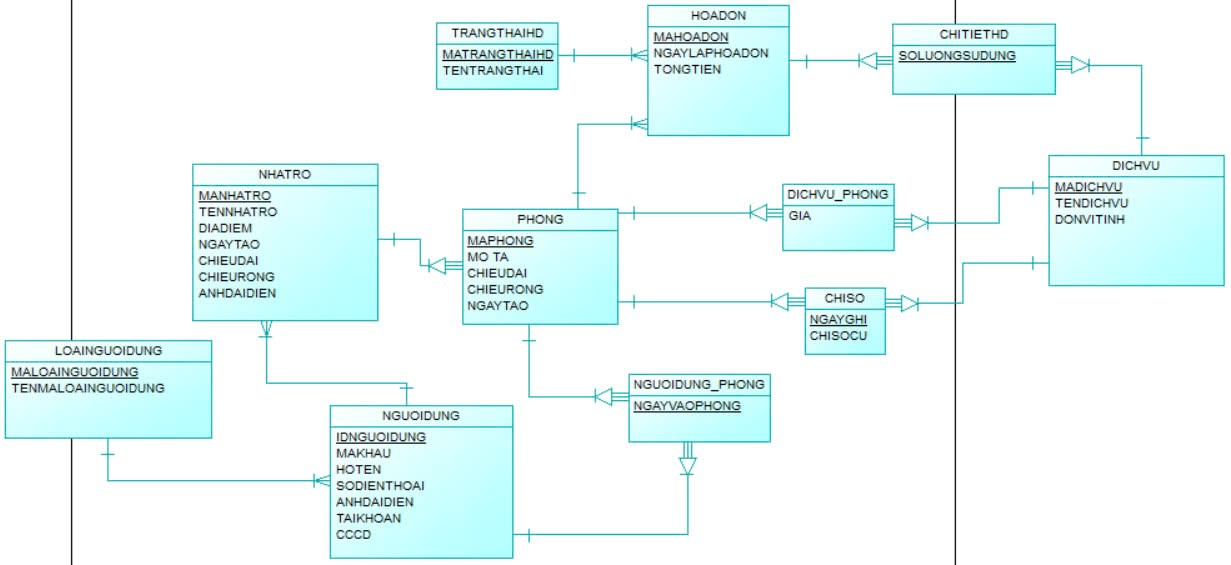 TRANGTHAIHD
MATRANGTHAIHD
TENTRANGTHAI
HOADON
MAHOADON
NGAYLAPHOADON
TONGTIEN
CHITIETHD
SOLUONGSUDUNG
NHATRO
MANHATRO
TENNHATRO
DIADIEM
NGAYTAO
CHIEUDAI
CHIEURONG
ANHDAIDIEN
PHONG
MAPHONG
MO TA
CHIEUDAI
CHIEURONG
NGAYTAO
DICHVU_PHONG
GIA
DICHVU
MADICHVU
TENDICHVU
DONVITINH
CHISO
NGAYGHI
CHISOCU
LOAINGUOIDUNG
MALOAINGUOIDUNG
TENMALOAINGUOIDUNG
NGUOIDUNG
IDNGUOIDUNG
MAKHAU
HOTEN
SODIENTHOAI
ANHDAIDIEN
TAIKHOAN
CCCD
NGUOIDUNG_PHONG
NGAYVAOPHONG